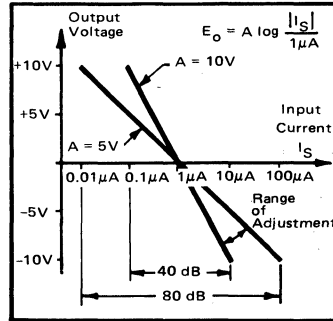 Output
Voltage
E₀ = A log |I_S| / 1μA
+10V
A = 10V
+5V
Input
Current
I_S
A = 5V
0.01μA 0.1μA 1μA 10μA 100μA
Range
of
Adjustment
−5V
−10V
40 dB
80 dB